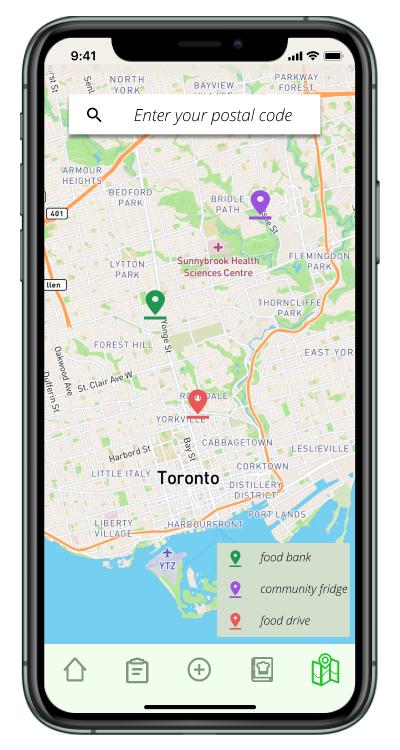 9:41
NORTH
YORK
BAYVIEW
PARKWAY
FOREST
Enter your postal code
ARMOUR
HEIGHTS
BEDFORD
PARK
BRIDLE
PATH
401
Sunnybrook Health
Sciences Centre
LYTTON
PARK
FLEMINGDON
PARK
llen
THORNCLIFFE
PARK
Yonge St
FOREST HILL
EAST YOR
Oakwood Ave
Dufferin St
St. Clair Ave W
YORKVILLE
Bay St
CABBAGETOWN
Harbord St
LESLIEVILLE
LITTLE ITALY
Toronto
CORKTOWN
DISTILLERY
DISTRICT
PORT LANDS
LIBERTY
VILLAGE
HARBOURFRONT
YTZ
food bank
community fridge
food drive